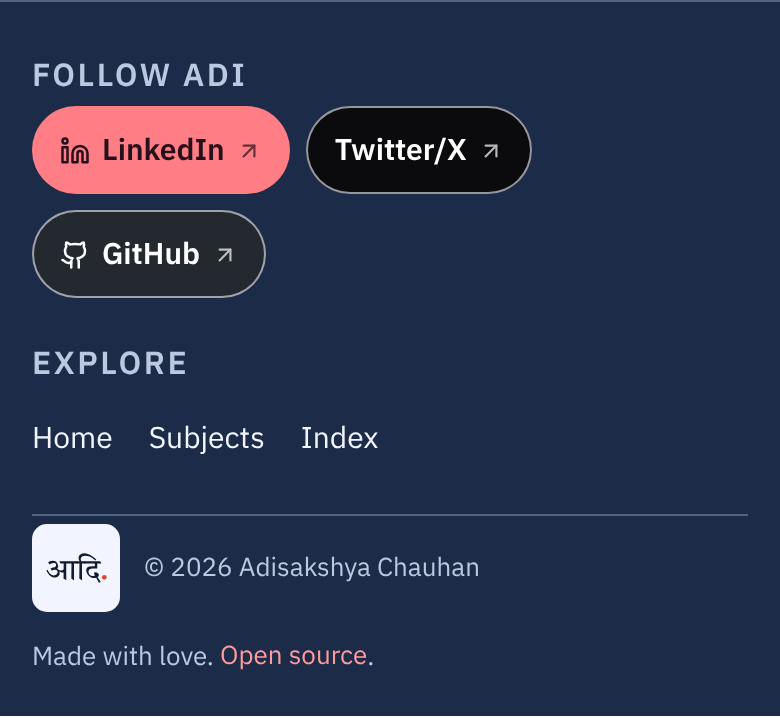 FOLLOW ADI
LinkedIn
Twitter/X
GitHub
EXPLORE
Home Subjects Index
आदि.
© 2026 Adisakshya Chauhan
Made with love. Open source.